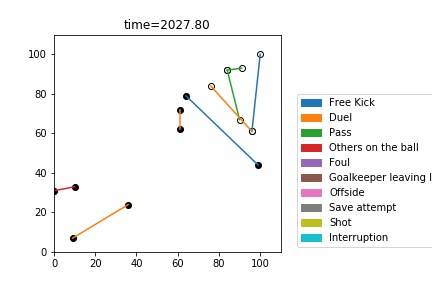 time=2027.80
100
80
60
40
20
0
0 20 40 60 80 100
Free Kick
Duel
Pass
Others on the ball
Foul
Goalkeeper leaving l
Offside
Save attempt
Shot
Interruption